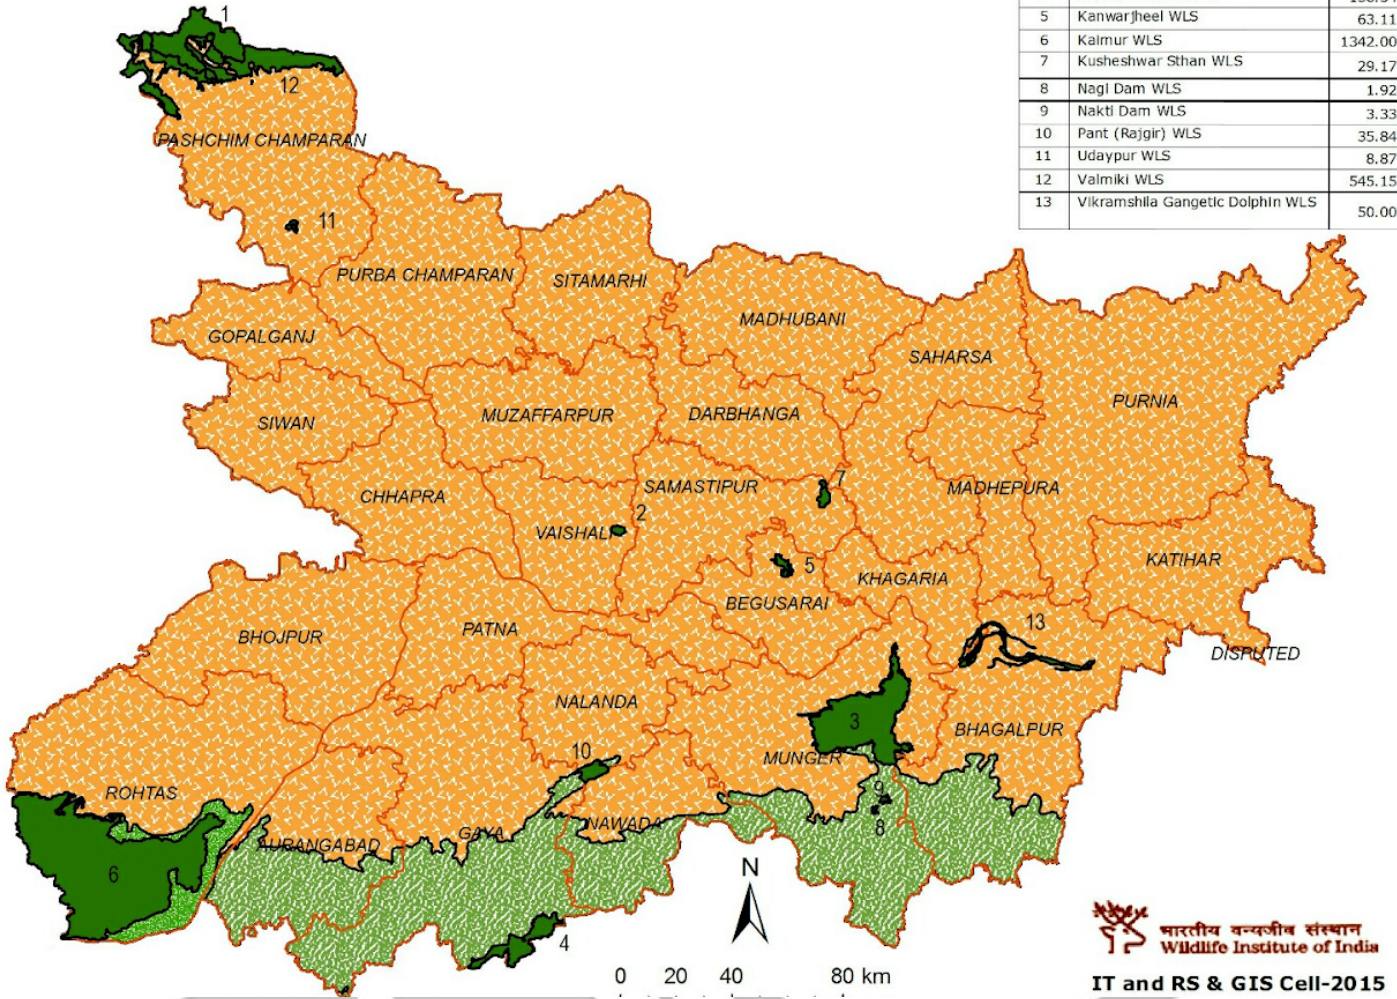 5 Kanwarjheel WLS 63.11
6 Kaimur WLS 1342.00
7 Kusheshwar Sthan WLS 29.17
8 Nagi Dam WLS 1.92
9 Nakti Dam WLS 3.33
10 Pant (Rajgir) WLS 35.84
11 Udaypur WLS 8.87
12 Valmiki WLS 545.15
13 Vikramshila Gangetic Dolphin WLS 50.00
1
12
PASHCHIM CHAMPARAN
11
PURBA CHAMPARAN
SITAMARHI
MADHUBANI
GOPALGANJ
SAHARSA
PURNIA
SIWAN
MUZAFFARPUR
DARBHANGA
CHHAPRA
SAMASTIPUR
7
MADHEPURA
2
VAISHALI
5
KATIHAR
KHAGARIA
BEGUSARAI
13
BHOJPUR
PATNA
DISPUTED
NALANDA
3
BHAGALPUR
10
MUNGER
ROHTAS
9
8
NAWADA
GAYA
AURANGABAD
6
4
N
0 20 40 80 km
भारतीय वन्यजीव संस्थान
Wildlife Institute of India
IT and RS & GIS Cell-2015